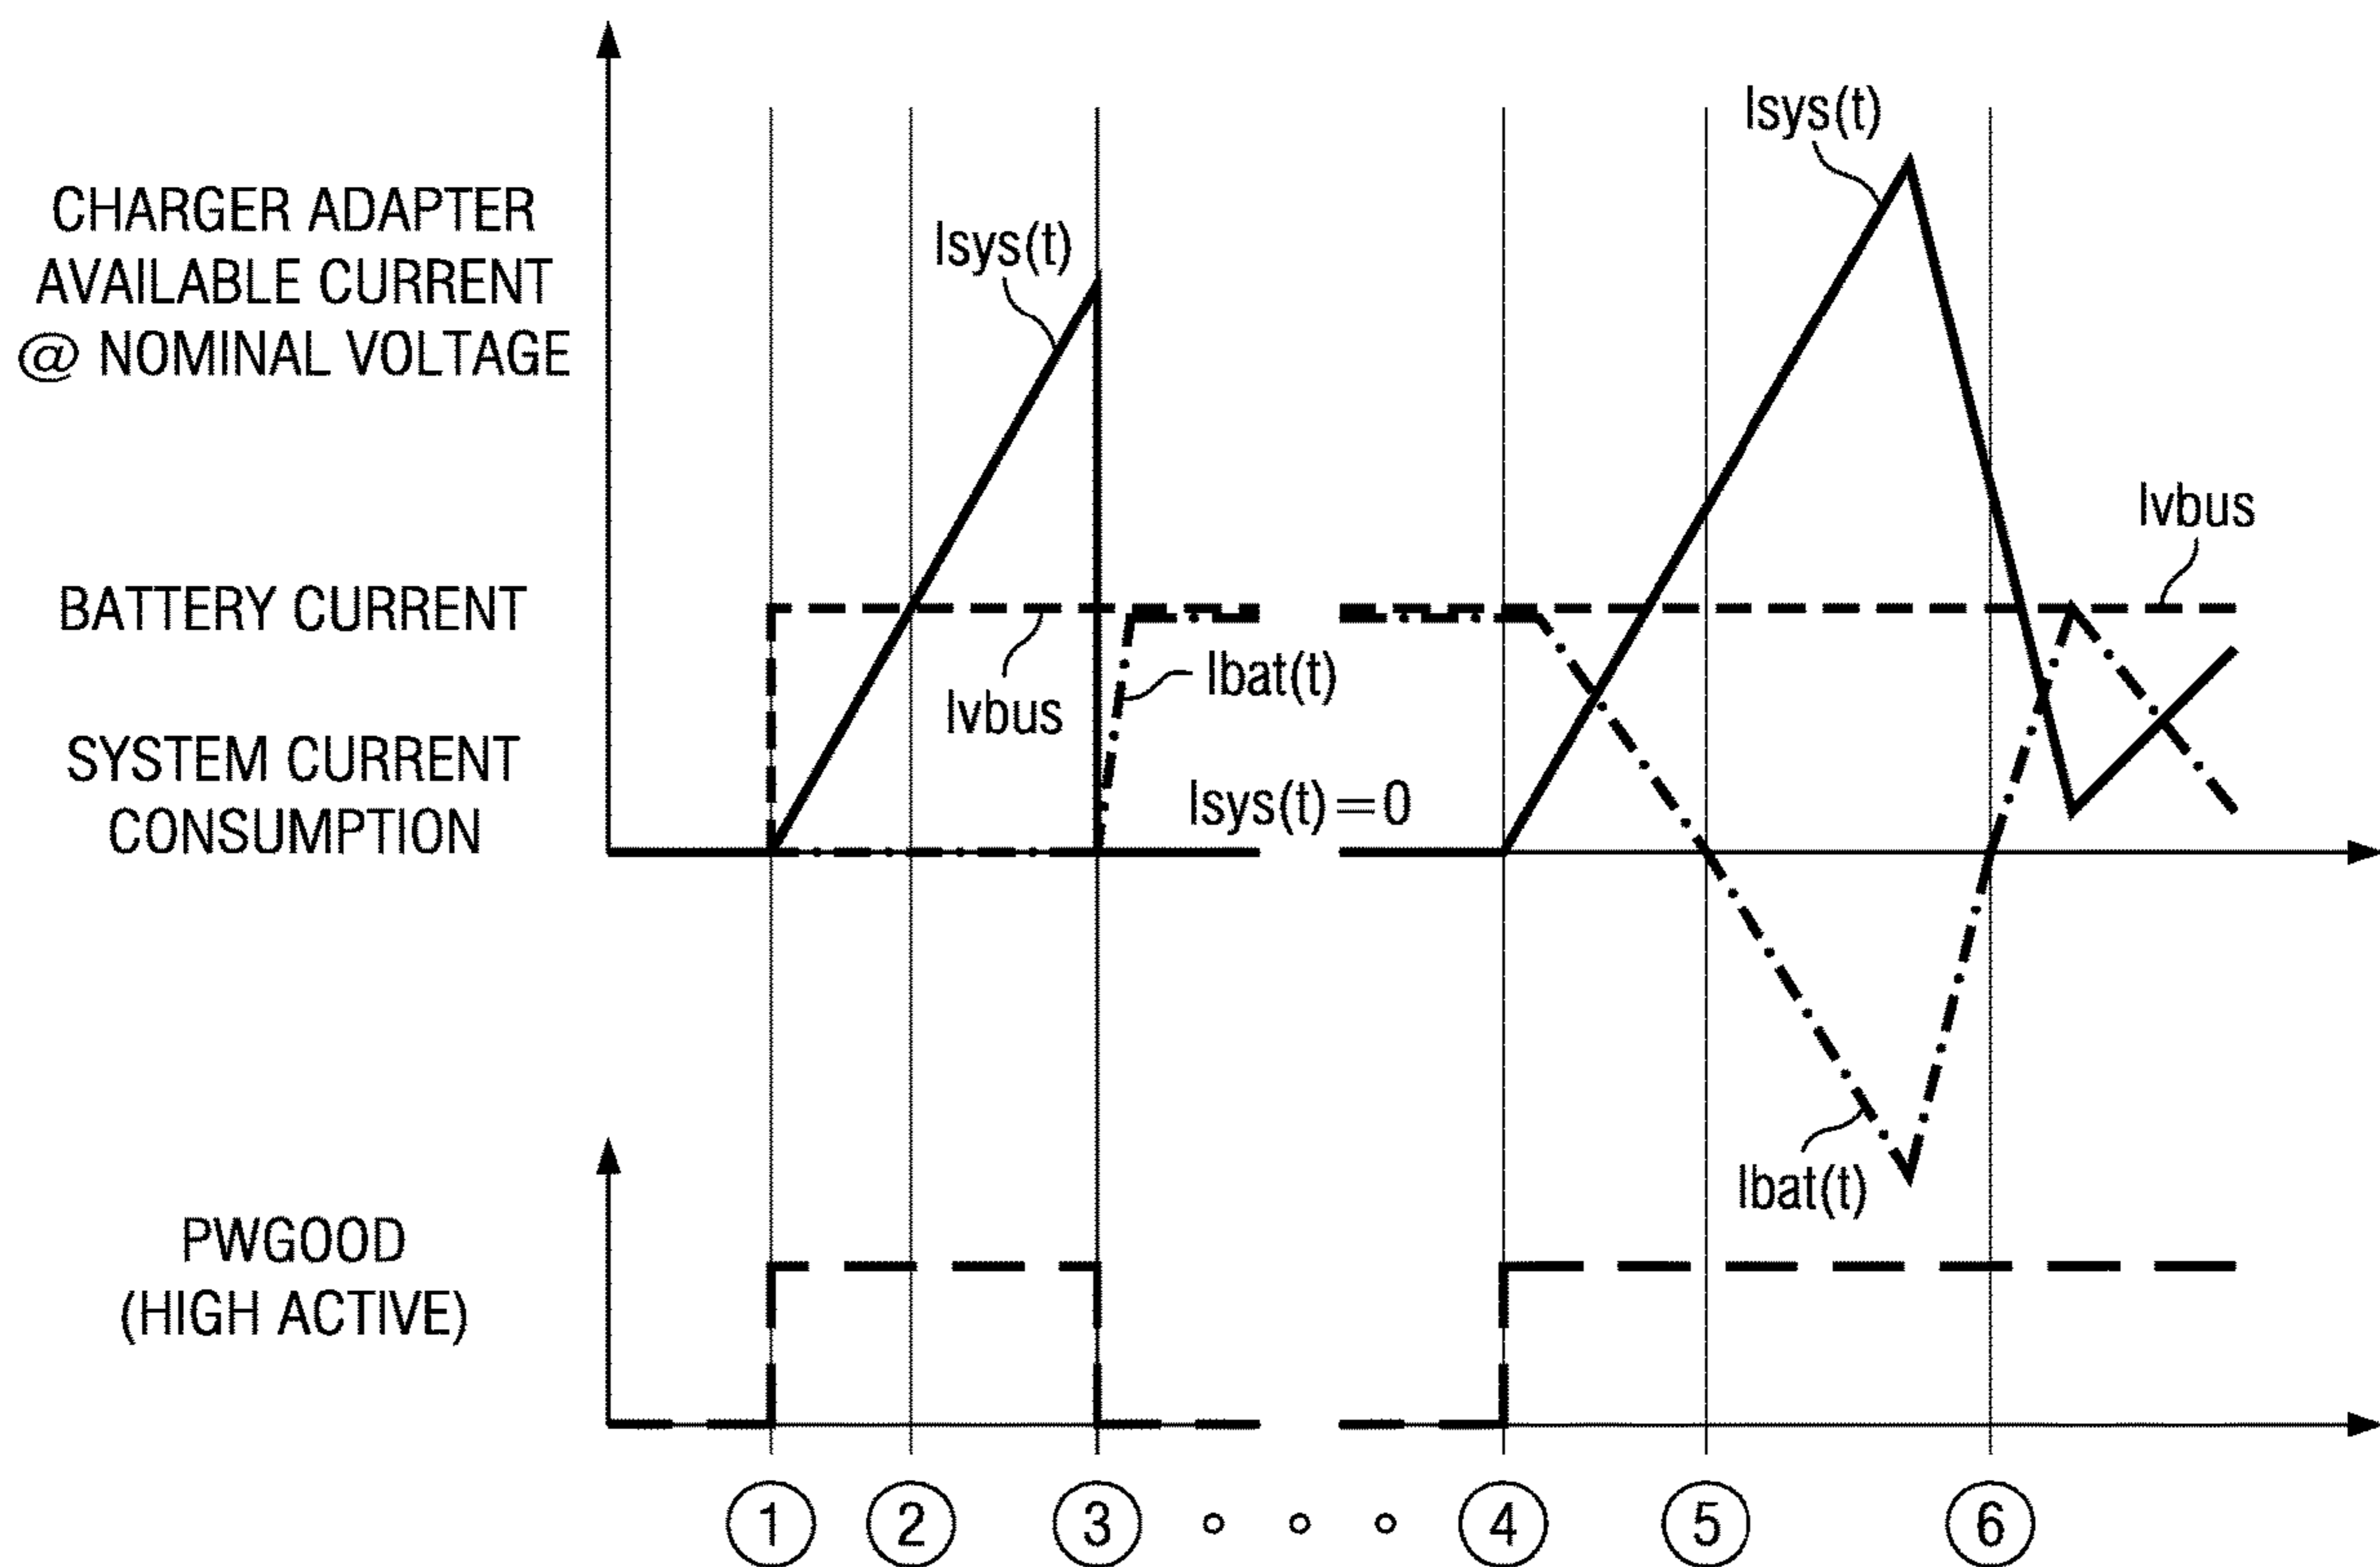 CHARGER ADAPTER
AVAILABLE CURRENT
@ NOMINAL VOLTAGE
BATTERY CURRENT
SYSTEM CURRENT
CONSUMPTION
Isys(t)
Ivbus
Ibat(t)
Isys(t)=0
Isys(t)
Ivbus
Ibat(t)
PWGOOD
(HIGH ACTIVE)
1 2 3 4 5 6